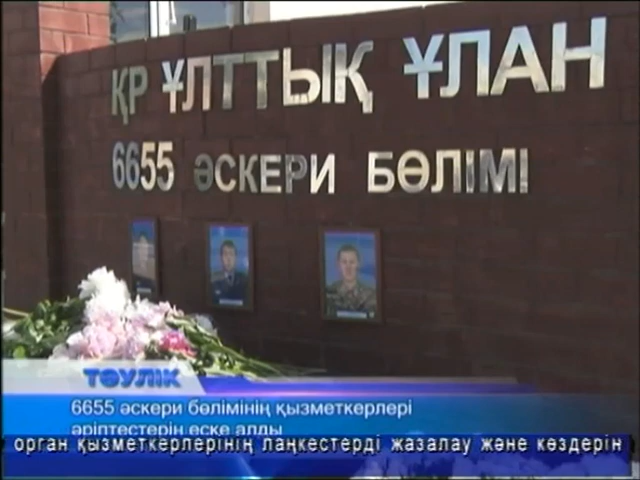 ҚР ҰЛТТЫҚ ҰЛАН
6655 ӘСКЕРИ БӨЛІМІ
ТӘУЛІК
6655 әскери бөлімінің қызметкерлері
әріптестерін еске алды
орган қызметкерлерінің лаңкестерді жазалау және көздерін